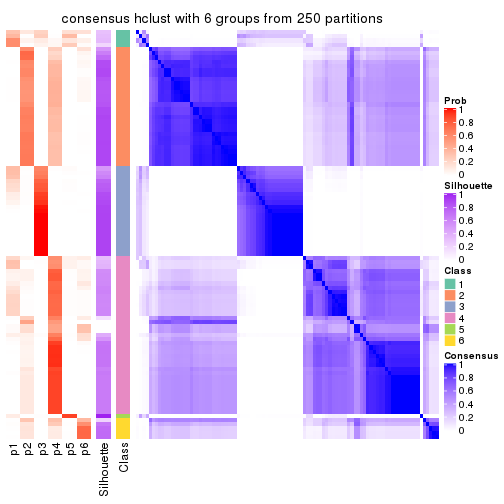 consensus hclust with 6 groups from 250 partitions
Prob
1
0.8
0.6
0.4
0.2
0
Silhouette
1
0.8
0.6
0.4
0.2
0
Class
1
2
3
4
5
6
Consensus
1
0.8
0.6
0.4
0.2
0
p1
p2
p3
p4
p5
p6
Silhouette
Class